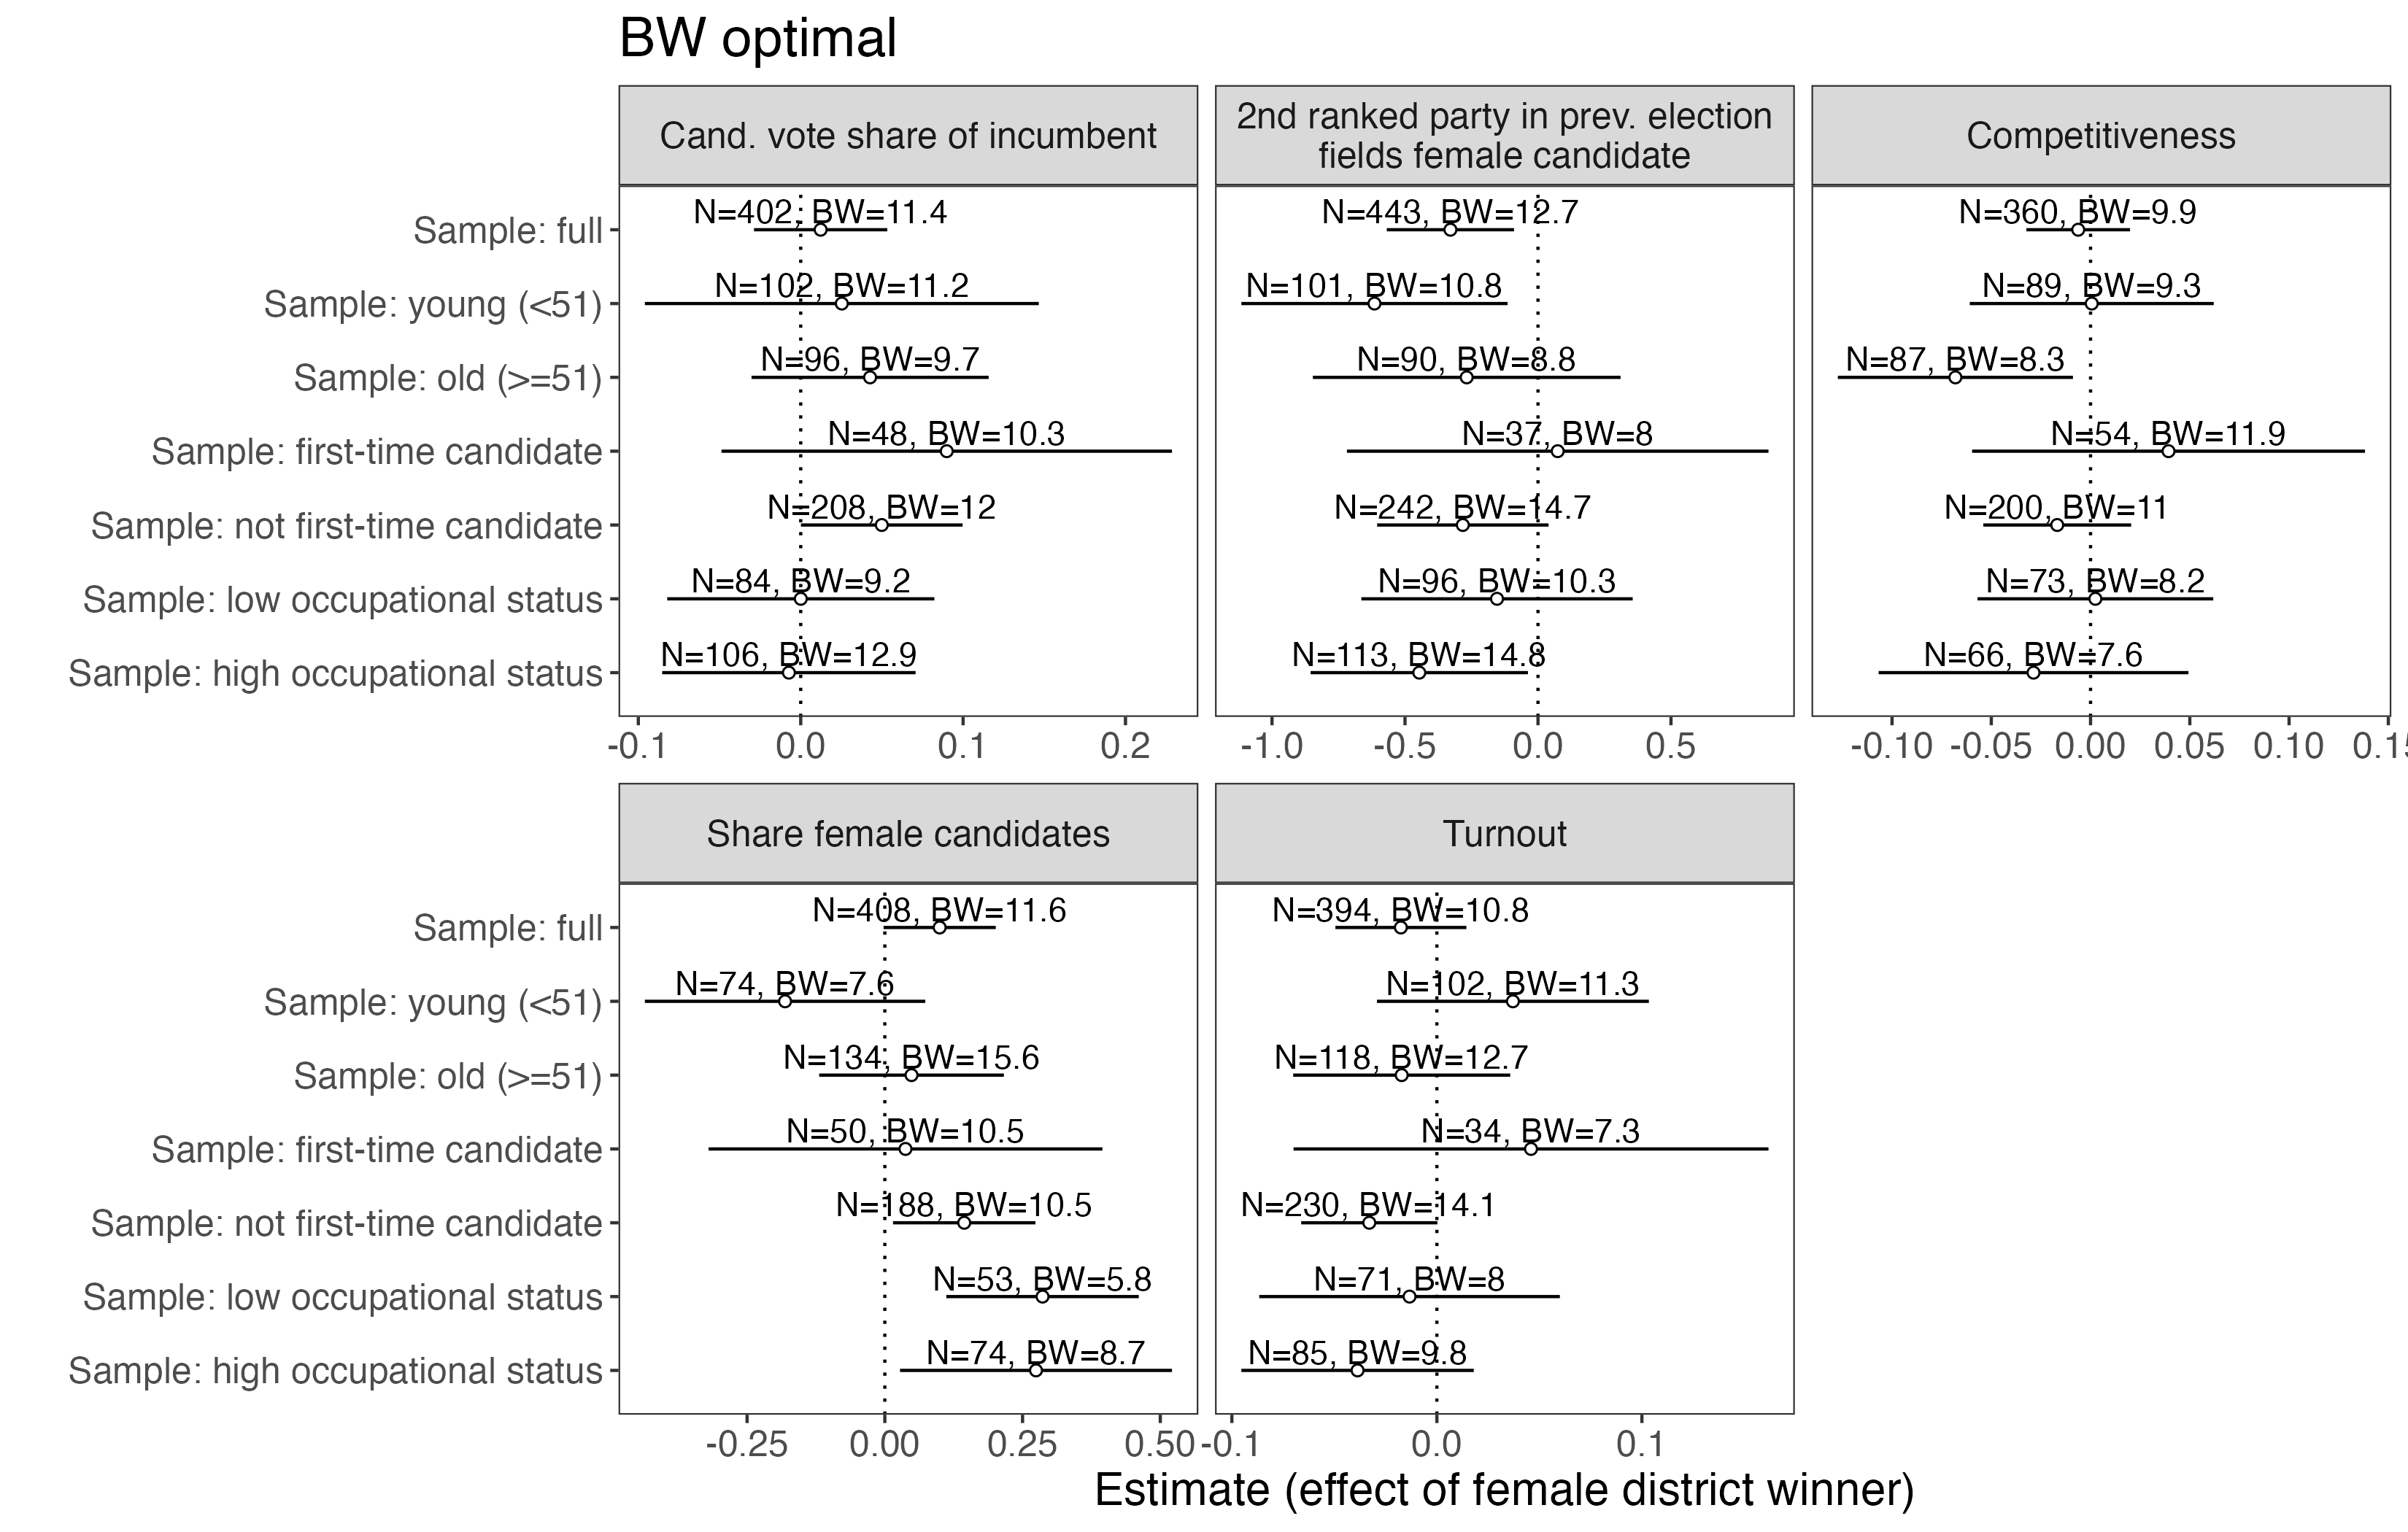 BW optimal
Cand. vote share of incumbent
2nd ranked party in prev. election
fields female candidate
Competitiveness
Sample: full
N=402, BW=11.4
N=443, BW=12.7
N=360, BW=9.9
Sample: young (<51)
N=102, BW=11.2
N=101, BW=10.8
N=89, BW=9.3
Sample: old (>=51)
N=96, BW=9.7
N=90, BW=8.8
N=87, BW=8.3
Sample: first-time candidate
N=48, BW=10.3
N=37, BW=8
N=54, BW=11.9
Sample: not first-time candidate
N=208, BW=12
N=242, BW=14.7
N=200, BW=11
Sample: low occupational status
N=84, BW=9.2
N=96, BW=10.3
N=73, BW=8.2
Sample: high occupational status
N=106, BW=12.9
N=113, BW=14.8
N=66, BW=7.6
-0.1 0.0 0.1 0.2
-1.0 -0.5 0.0 0.5
-0.10 -0.05 0.00 0.05 0.10
Share female candidates
Turnout
Sample: full
N=408, BW=11.6
N=394, BW=10.8
Sample: young (<51)
N=74, BW=7.6
N=102, BW=11.3
Sample: old (>=51)
N=134, BW=15.6
N=118, BW=12.7
Sample: first-time candidate
N=50, BW=10.5
N=34, BW=7.3
Sample: not first-time candidate
N=188, BW=10.5
N=230, BW=14.1
Sample: low occupational status
N=53, BW=5.8
N=71, BW=8
Sample: high occupational status
N=74, BW=8.7
N=85, BW=9.8
-0.25 0.00 0.25 0.50
-0.1 0.0 0.1
Estimate (effect of female district winner)